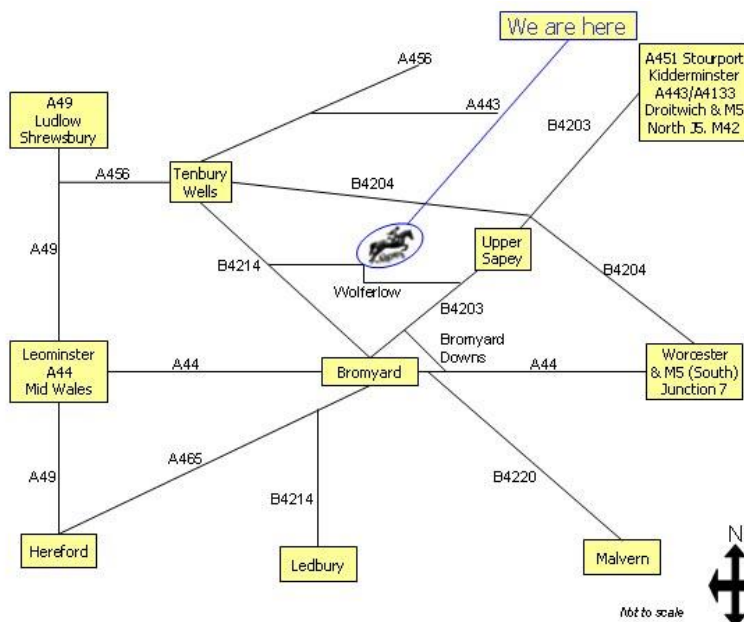 We are here
A456
A451 Stourport
Kidderminster
A443/A4133
Droitwich & M5
North J5. M42
A49
Ludlow
Shrewsbury
A443
B4203
A456
Tenbury
Wells
B4204
Upper
Sapey
A49
B4214
B4204
Wolferlow
B4203
Bromyard
Downs
Leominster
A44
Mid Wales
A44
Bromyard
A44
Worcester
& M5 (South)
Junction 7
A465
A49
B4214
B4220
Hereford
Ledbury
Malvern
N
Not to scale